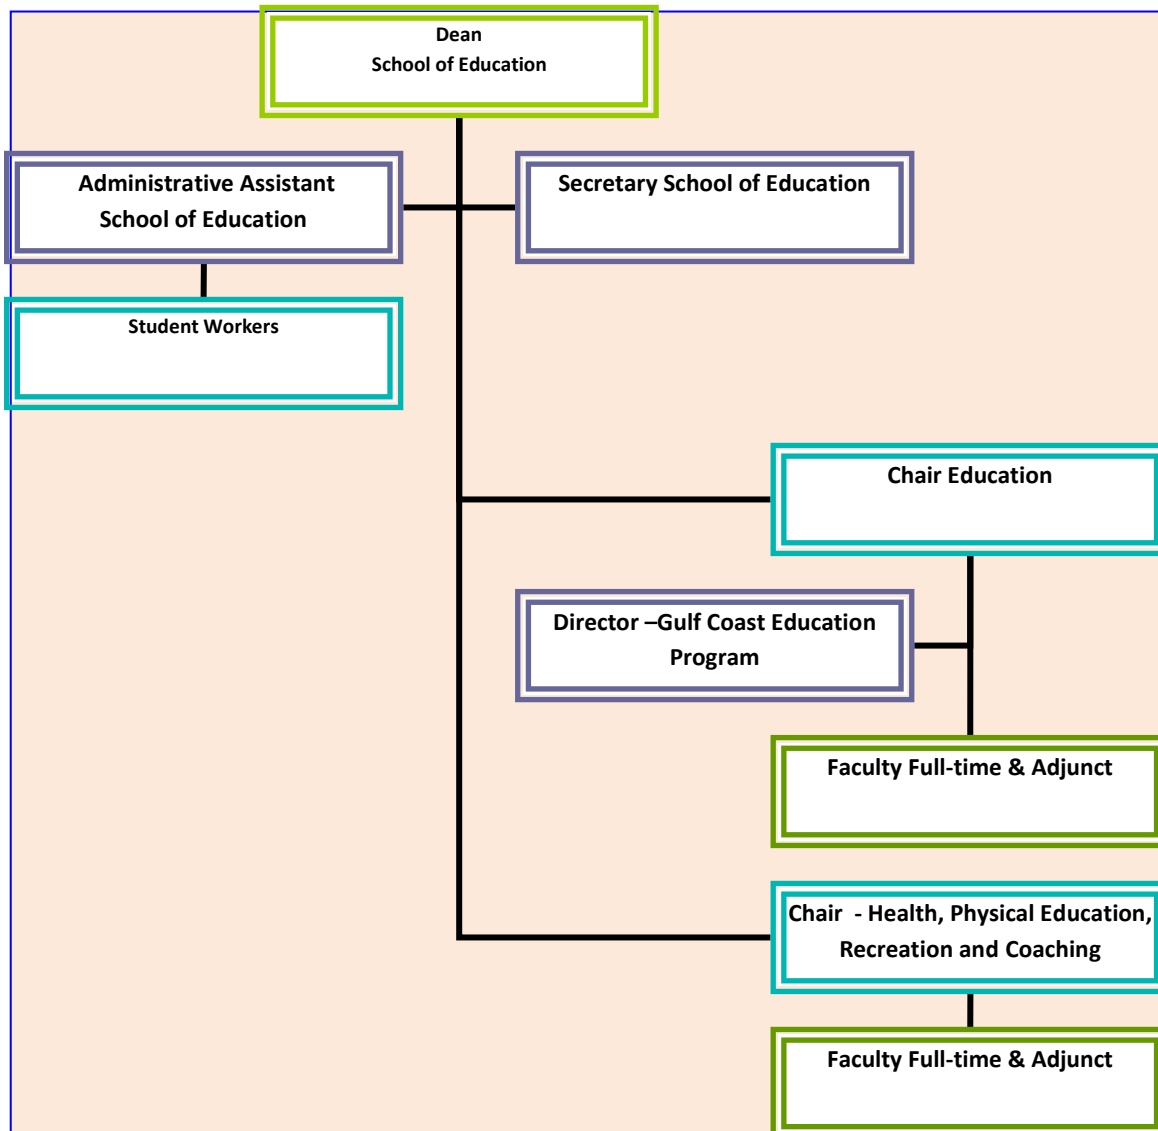 Dean
School of Education
Administrative Assistant
School of Education
Secretary School of Education
Student Workers
Chair Education
Director –Gulf Coast Education
Program
Faculty Full-time & Adjunct
Chair  - Health, Physical Education,
Recreation and Coaching
Faculty Full-time & Adjunct